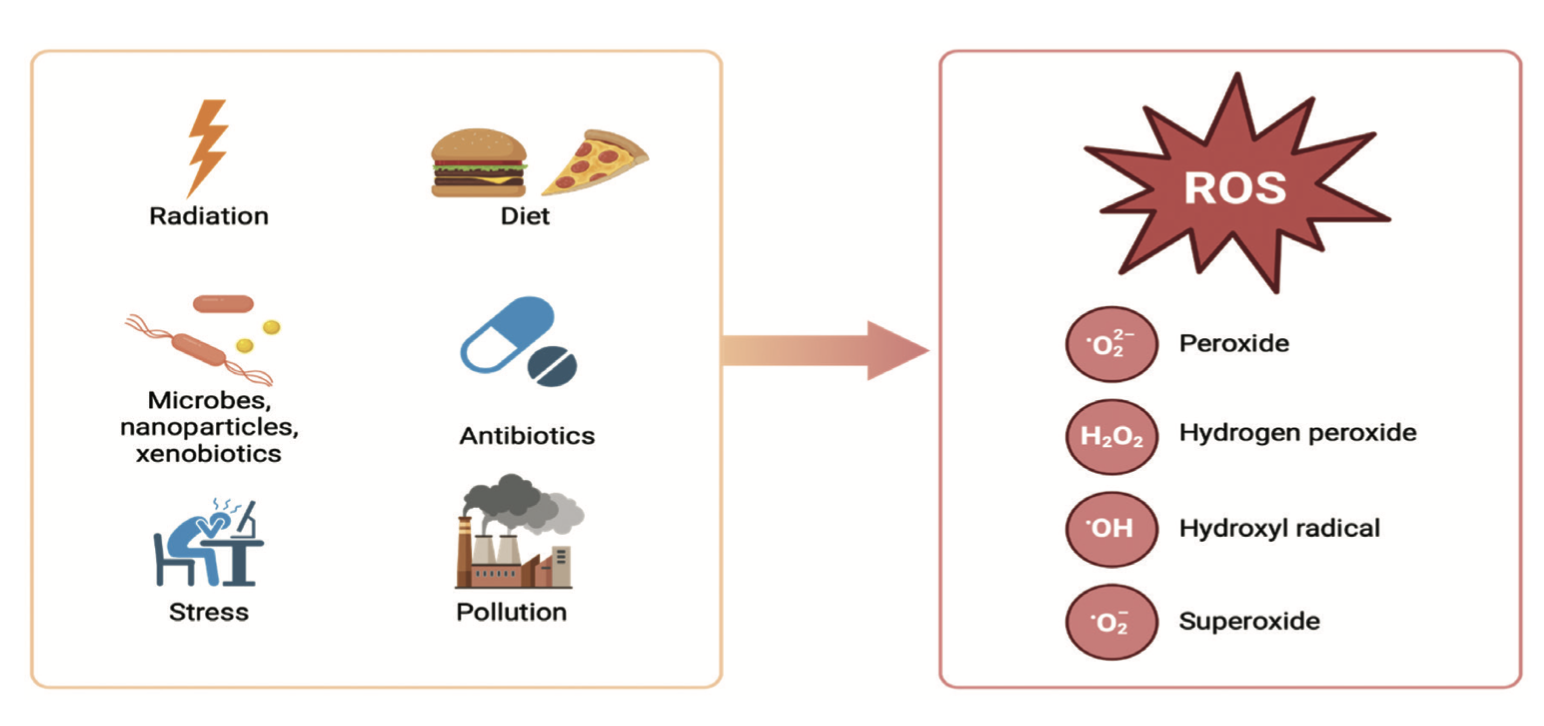 Radiation
Diet
Microbes,
nanoparticles,
xenobiotics
Antibiotics
Stress
Pollution
ROS
•O₂²⁻ Peroxide
H₂O₂ Hydrogen peroxide
•OH Hydroxyl radical
•O₂⁻ Superoxide